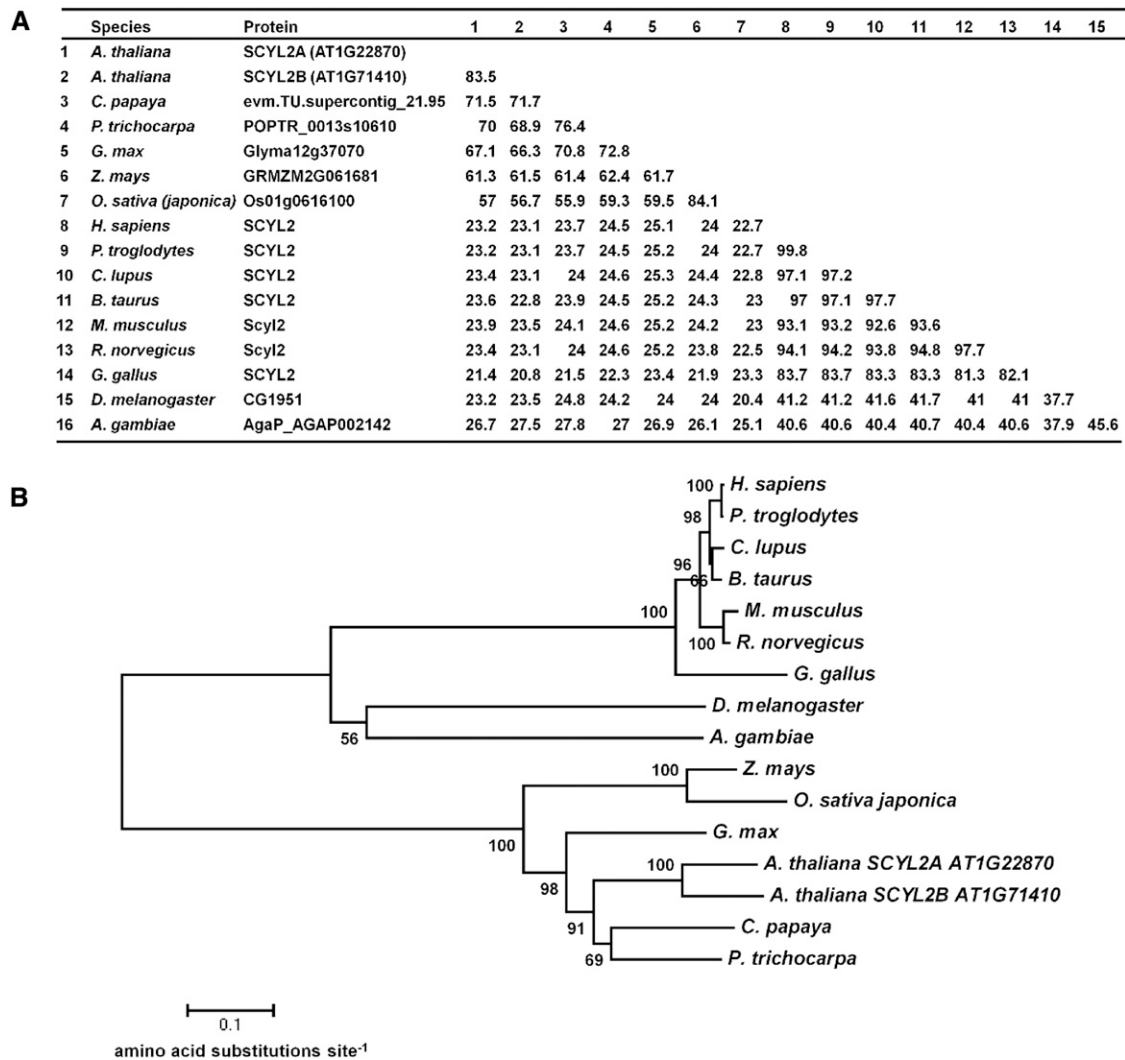 A
Species Protein 1 2 3 4 5 6 7 8 9 10 11 12 13 14 15
1 A. thaliana SCYL2A (AT1G22870)
2 A. thaliana SCYL2B (AT1G71410) 83.5
3 C. papaya evm.TU.supercontig_21.95 71.5 71.7
4 P. trichocarpa POPTR_0013s10610 70 68.9 76.4
5 G. max Glyma12g37070 67.1 66.3 70.8 72.8
6 Z. mays GRMZM2G061681 61.3 61.5 61.4 62.4 61.7
7 O. sativa (japonica) Os01g0616100 57 56.7 55.9 59.3 59.5 84.1
8 H. sapiens SCYL2 23.2 23.1 23.7 24.5 25.1 24 22.7
9 P. troglodytes SCYL2 23.2 23.1 23.7 24.5 25.2 24 22.7 99.8
10 C. lupus SCYL2 23.4 23.1 24 24.6 25.3 24.4 22.8 97.1 97.2
11 B. taurus SCYL2 23.6 22.8 23.9 24.5 25.2 24.3 23 97 97.1 97.7
12 M. musculus Scyl2 23.9 23.5 24.1 24.6 25.2 24.2 23 93.1 93.2 92.6 93.6
13 R. norvegicus Scyl2 23.4 23.1 24 24.6 25.2 23.8 22.5 94.1 94.2 93.8 94.8 97.7
14 G. gallus SCYL2 21.4 20.8 21.5 22.3 23.4 21.9 23.3 83.7 83.7 83.3 83.3 81.3 82.1
15 D. melanogaster CG1951 23.2 23.5 24.8 24.2 24 24 20.4 41.2 41.2 41.6 41.7 41 41 37.7
16 A. gambiae AgaP_AGAP002142 26.7 27.5 27.8 27 26.9 26.1 25.1 40.6 40.6 40.4 40.7 40.4 40.6 37.9 45.6
B
100 H. sapiens
P. troglodytes
98
C. lupus
96
66 B. taurus
M. musculus
100
100 R. norvegicus
G. gallus
D. melanogaster
56 A. gambiae
100 Z. mays
O. sativa japonica
G. max
100
100 A. thaliana SCYL2A AT1G22870
98
A. thaliana SCYL2B AT1G71410
91
C. papaya
69 P. trichocarpa
0.1
amino acid substitutions site-1